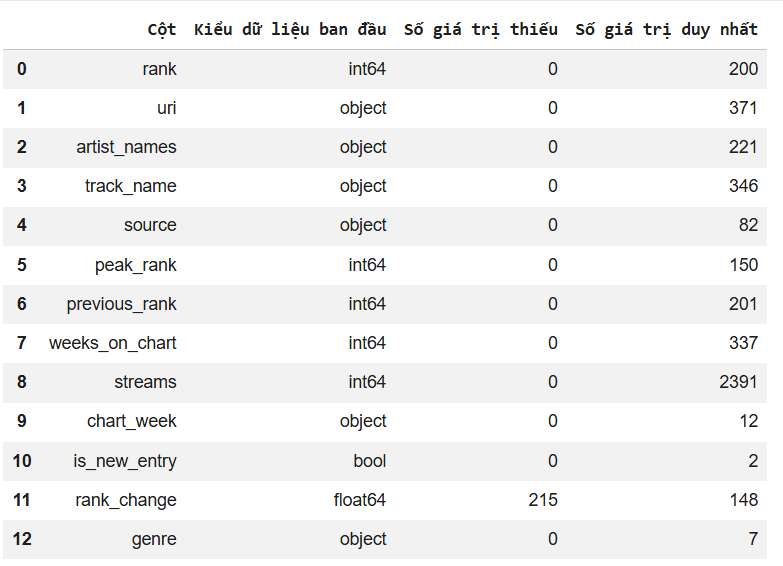 Cột Kiểu dữ liệu ban đầu Số giá trị thiếu Số giá trị duy nhất
0 rank int64 0 200
1 uri object 0 371
2 artist_names object 0 221
3 track_name object 0 346
4 source object 0 82
5 peak_rank int64 0 150
6 previous_rank int64 0 201
7 weeks_on_chart int64 0 337
8 streams int64 0 2391
9 chart_week object 0 12
10 is_new_entry bool 0 2
11 rank_change float64 215 148
12 genre object 0 7